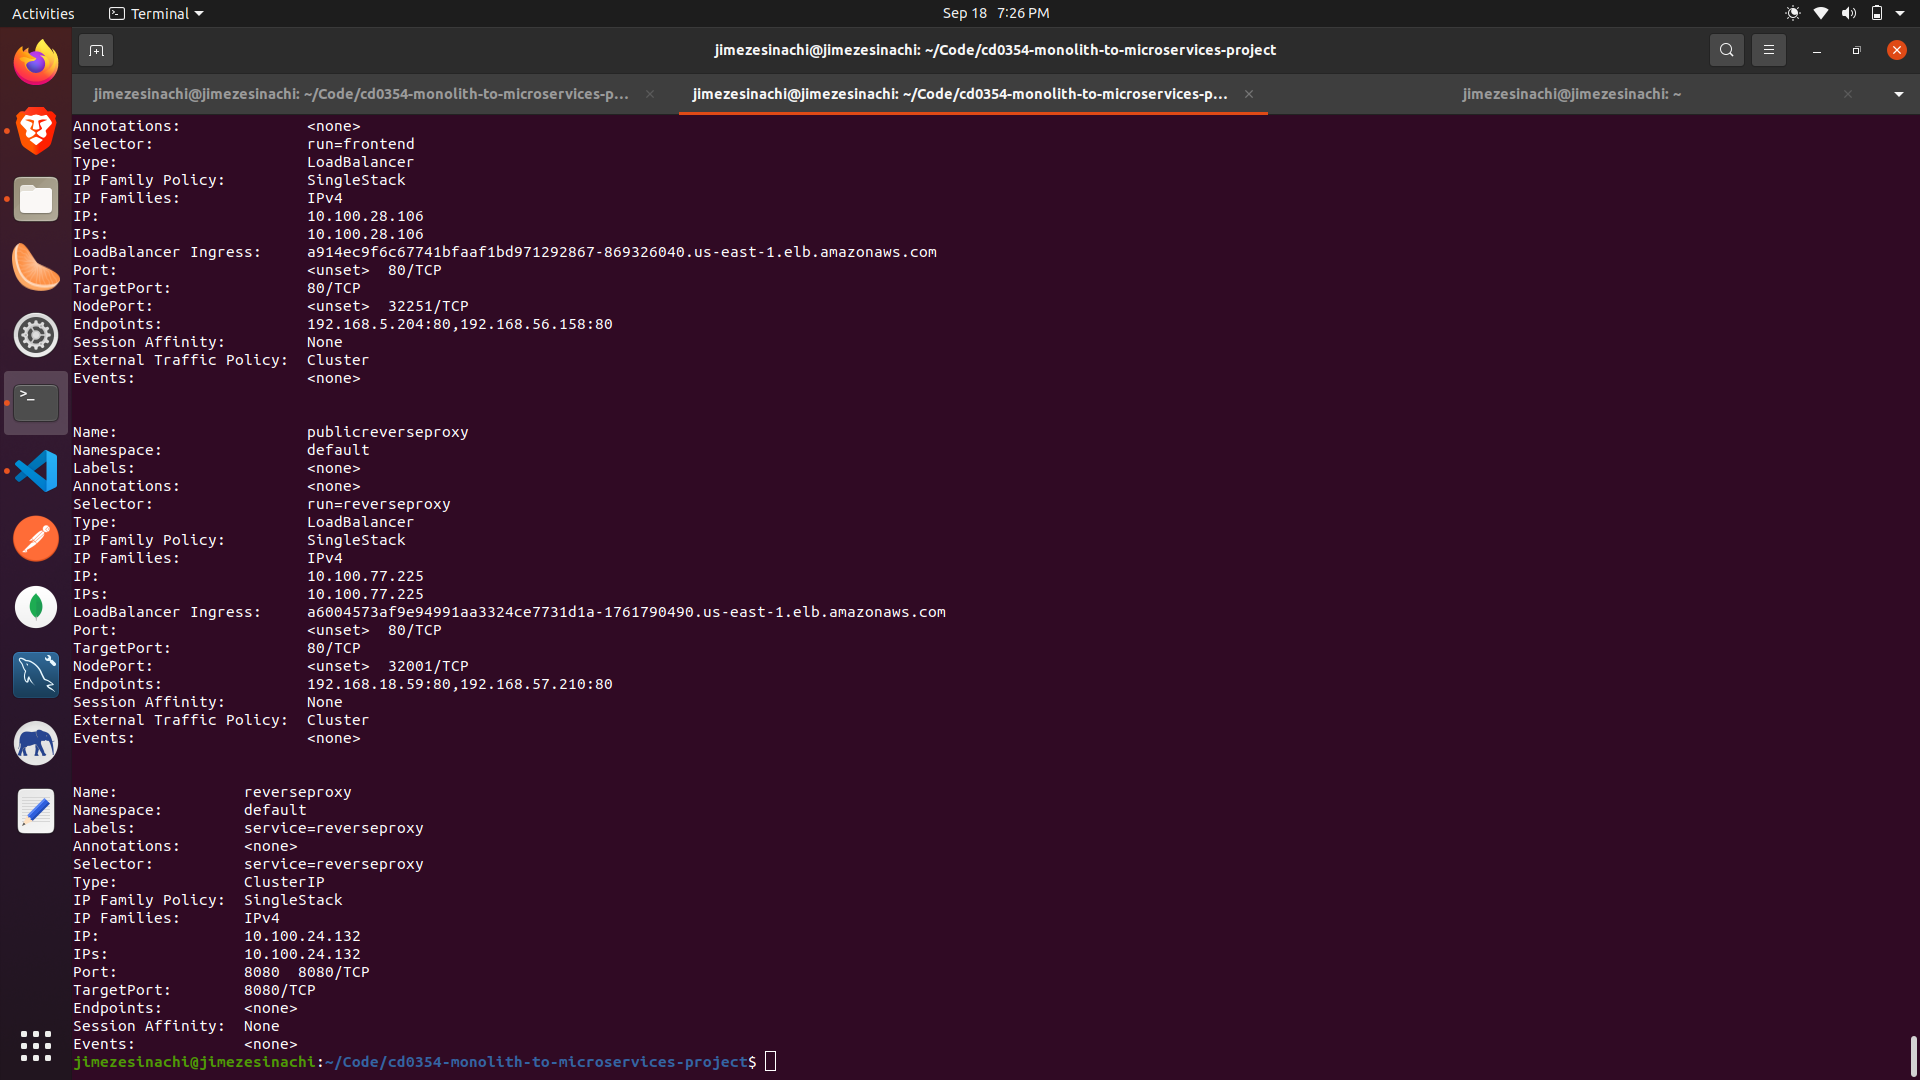 Activities
Terminal
Sep 18 7:26 PM
jimezesinachi@jimezesinachi: ~/Code/cd0354-monolith-to-microservices-project
jimezesinachi@jimezesinachi: ~/Code/cd0354-monolith-to-microservices-p...
jimezesinachi@jimezesinachi: ~/Code/cd0354-monolith-to-microservices-p...
jimezesinachi@jimezesinachi: ~
Annotations: <none>
Selector: run=frontend
Type: LoadBalancer
IP Family Policy: SingleStack
IP Families: IPv4
IP: 10.100.28.106
IPs: 10.100.28.106
LoadBalancer Ingress: a914ec9f6c67741bfaaf1bd971292867-869326040.us-east-1.elb.amazonaws.com
Port: <unset> 80/TCP
TargetPort: 80/TCP
NodePort: <unset> 32251/TCP
Endpoints: 192.168.5.204:80,192.168.56.158:80
Session Affinity: None
External Traffic Policy: Cluster
Events: <none>
Name: publicreverseproxy
Namespace: default
Labels: <none>
Annotations: <none>
Selector: run=reverseproxy
Type: LoadBalancer
IP Family Policy: SingleStack
IP Families: IPv4
IP: 10.100.77.225
IPs: 10.100.77.225
LoadBalancer Ingress: a6004573af9e94991aa3324ce7731d1a-1761790490.us-east-1.elb.amazonaws.com
Port: <unset> 80/TCP
TargetPort: 80/TCP
NodePort: <unset> 32001/TCP
Endpoints: 192.168.18.59:80,192.168.57.210:80
Session Affinity: None
External Traffic Policy: Cluster
Events: <none>
Name: reverseproxy
Namespace: default
Labels: service=reverseproxy
Annotations: <none>
Selector: service=reverseproxy
Type: ClusterIP
IP Family Policy: SingleStack
IP Families: IPv4
IP: 10.100.24.132
IPs: 10.100.24.132
Port: 8080 8080/TCP
TargetPort: 8080/TCP
Endpoints: <none>
Session Affinity: None
Events: <none>
jimezesinachi@jimezesinachi:~/Code/cd0354-monolith-to-microservices-project$